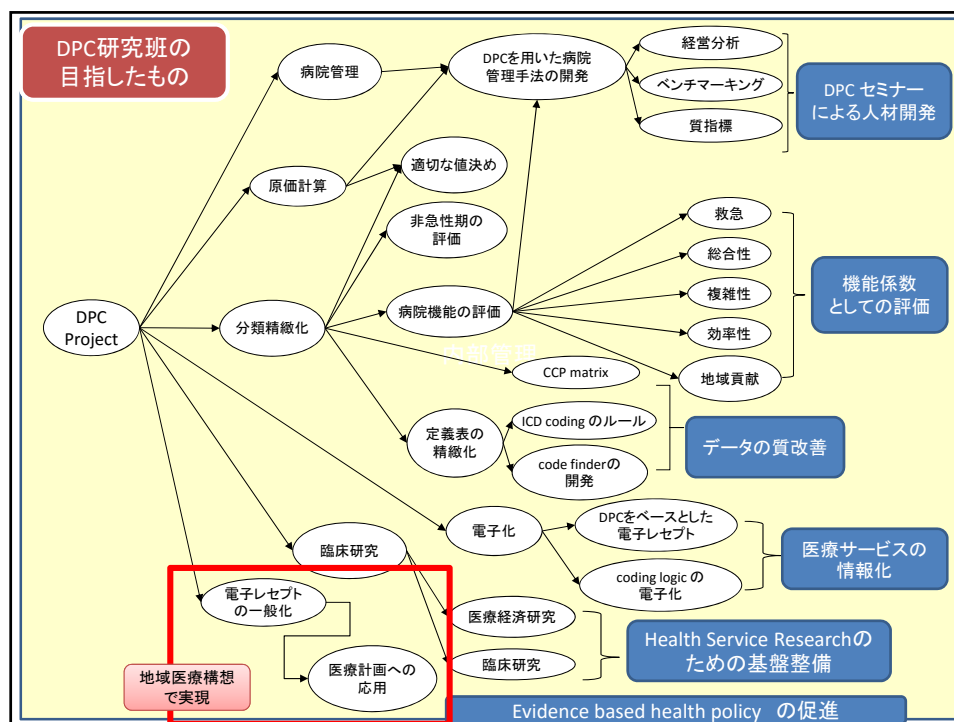 DPC研究班の
目指したもの
病院管理
DPCを用いた病院
管理手法の開発
経営分析
ベンチマーキング
質指標
DPC セミナー
による人材開発
原価計算
適切な値決め
非急性期の
評価
救急
総合性
複雑性
効率性
地域貢献
機能係数
としての評価
DPC
Project
分類精緻化
病院機能の評価
内部管理
CCP matrix
定義表の
精緻化
ICD coding のルール
code finderの
開発
データの質改善
電子化
DPCをベースとした
電子レセプト
coding logic の
電子化
医療サービスの
情報化
臨床研究
電子レセプト
の一般化
医療計画への
応用
地域医療構想
で実現
医療経済研究
臨床研究
Health Service Researchの
ための基盤整備
Evidence based health policy の促進